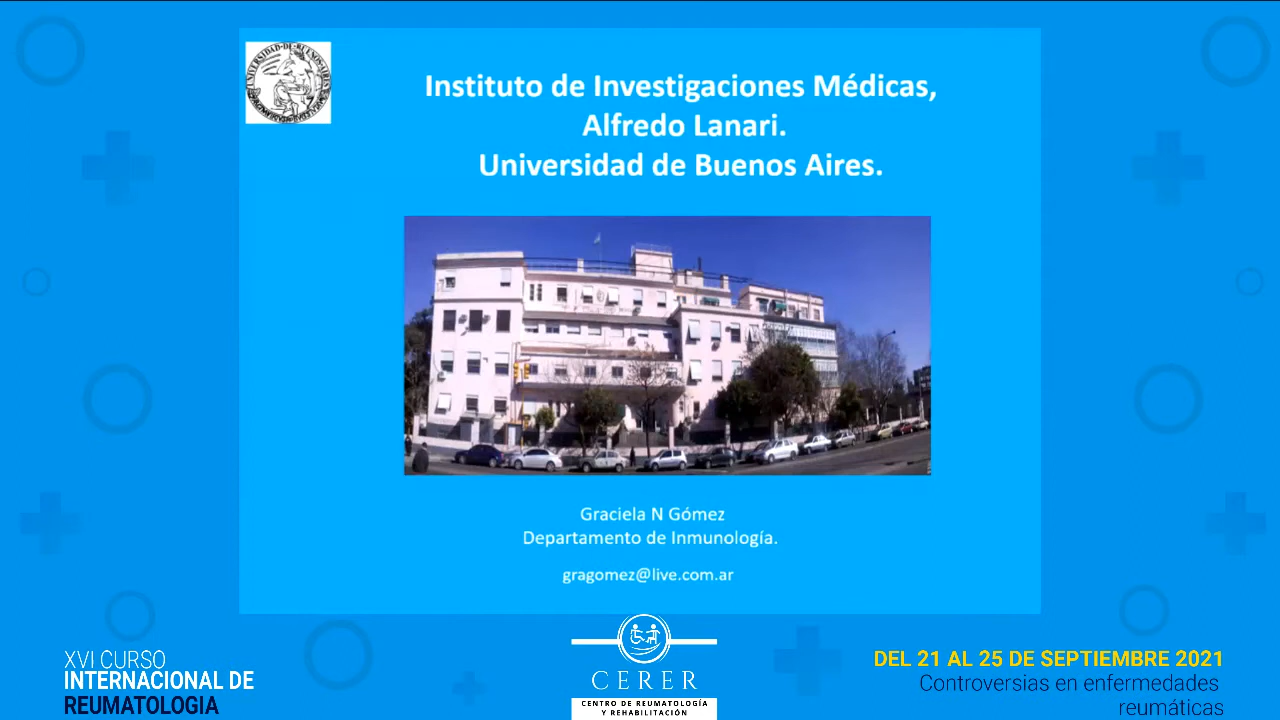 Instituto de Investigaciones Médicas,
Alfredo Lanari.
Universidad de Buenos Aires.
Graciela N Gómez
Departamento de Inmunología.
gragomez@live.com.ar
XVI CURSO
INTERNACIONAL DE
REUMATOLOGIA
CERER
CENTRO DE REUMATOLOGÍA
Y REHABILITACIÓN
DEL 21 AL 25 DE SEPTIEMBRE 2021
Controversias en enfermedades
reumáticas